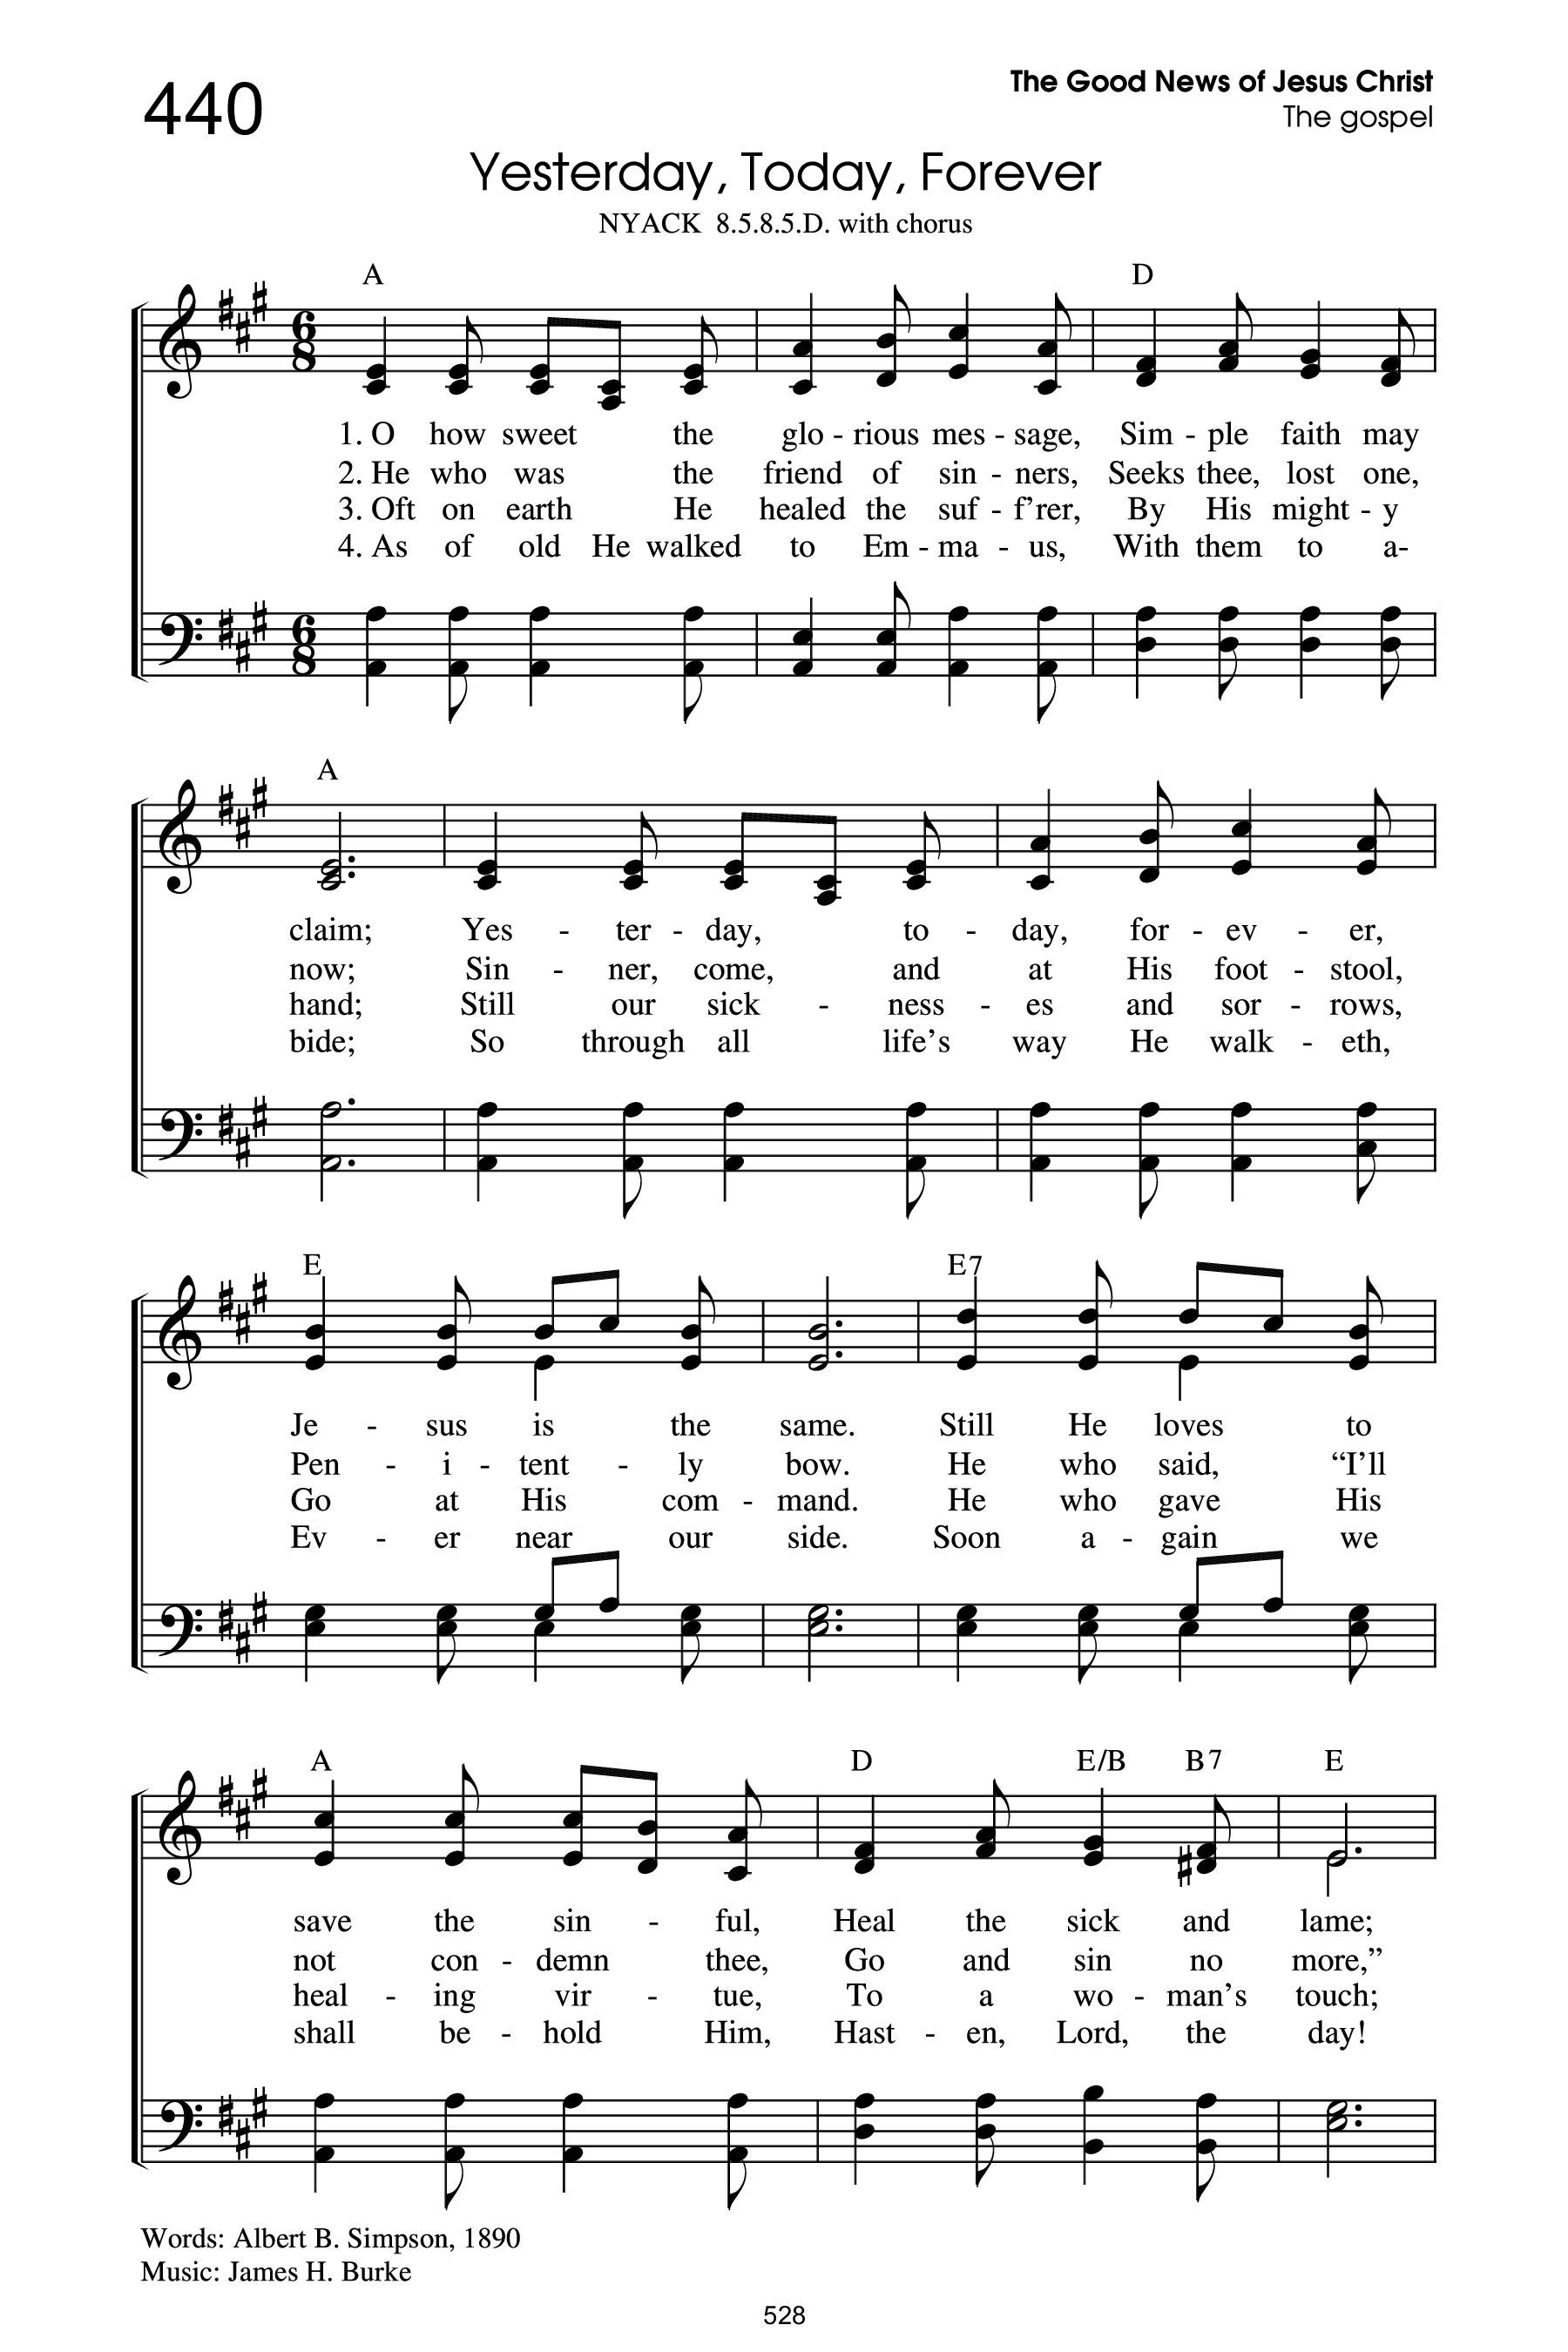 440
The Good News of Jesus Christ
The gospel
Yesterday, Today, Forever
NYACK 8.5.8.5.D. with chorus
A D
6 8
1. O how sweet the glo - rious mes - sage, Sim - ple faith may
2. He who was the friend of sin - ners, Seeks thee, lost one,
3. Oft on earth He healed the suf - f'rer, By His might - y
4. As of old He walked to Em - ma - us, With them to a-
6 8
A
claim; Yes - ter - day, to - day, for - ev - er,
now; Sin - ner, come, and at His foot - stool,
hand; Still our sick - ness - es and sor - rows,
bide; So through all life's way He walk - eth,
E E7
Je - sus is the same. Still He loves to
Pen - i - tent - ly bow. He who said, “I'll
Go at His com - mand. He who gave His
Ev - er near our side. Soon a - gain we
A D E/B B7 E
save the sin - ful, Heal the sick and lame;
not con - demn thee, Go and sin no more,”
heal - ing vir - tue, To a wo - man's touch;
shall be - hold Him, Hast - en, Lord, the day!
Words: Albert B. Simpson, 1890
Music: James H. Burke
528